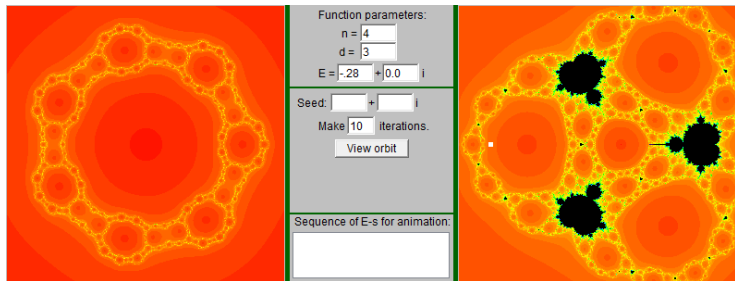 Function parameters:
n = 4
d = 3
E = -.28 + 0.0 i
Seed: + i
Make 10 iterations.
View orbit
Sequence of E-s for animation: